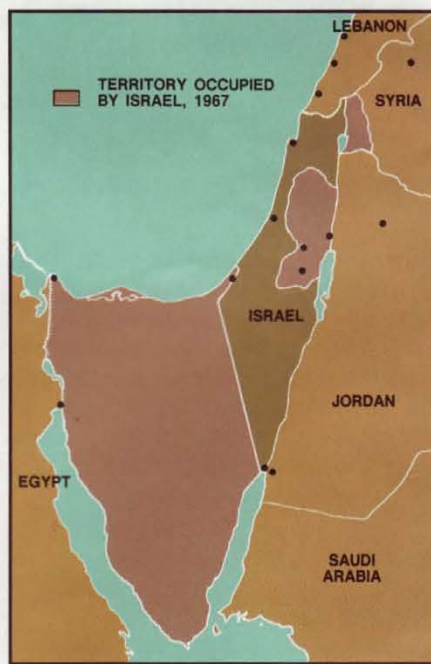 LEBANON
TERRITORY OCCUPIED
BY ISRAEL, 1967
SYRIA
ISRAEL
JORDAN
EGYPT
SAUDI
ARABIA